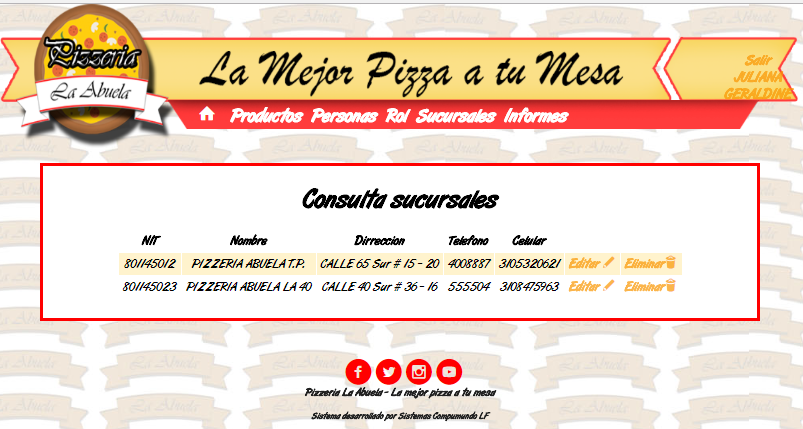 Pizzeria
La Abuela
La Mejor Pizza a tu Mesa
Salir
JULIANA
GERALDINE
Productos Personas Rol Sucursales Informes
Consulta sucursales
NIT Nombre Dirreccion Telefono Celular
801145012 PIZZERIA ABUELA T.P. CALLE 65 Sur # 15 - 20 4008887 3105320621 Editer Eliminar
801145023 PIZZERIA ABUELA LA 40 CALLE 40 Sur # 36 - 16 555504 3108475963 Editer Eliminar
Pizzeria La Abuela - La mejor pizza a tu mesa
Sistema desarrollado por Sistemas Compumundo LF